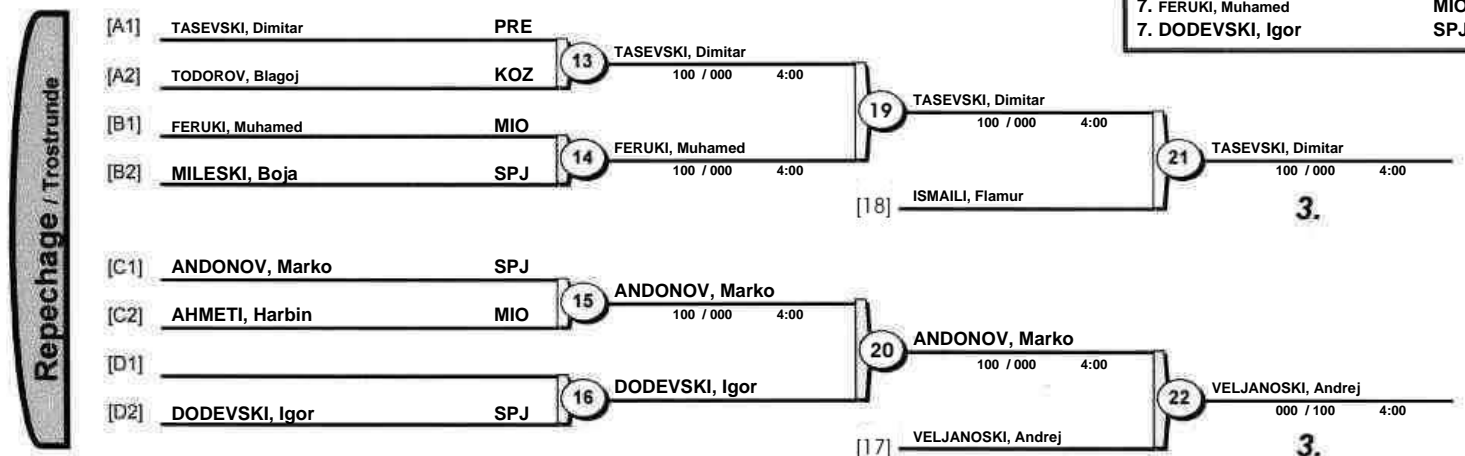 7. FERUKI, Muhamed MIO
7. DODEVSKI, Igor SPJ
Repechage / Trostrunde
[A1] TASEVSKI, Dimitar PRE
13 TASEVSKI, Dimitar
[A2] TODOROV, Blagoj KOZ
100 / 000 4:00
19 TASEVSKI, Dimitar
100 / 000 4:00
[B1] FERUKI, Muhamed MIO
14 FERUKI, Muhamed
100 / 000 4:00
[B2] MILESKI, Boja SPJ
21 TASEVSKI, Dimitar
100 / 000 4:00
[18] ISMAILI, Flamur
3.
[C1] ANDONOV, Marko SPJ
15 ANDONOV, Marko
[C2] AHMETI, Harbin MIO
100 / 000 4:00
20 ANDONOV, Marko
100 / 000 4:00
[D1]
16 DODEVSKI, Igor
[D2] DODEVSKI, Igor SPJ
22 VELJANOSKI, Andrej
000 / 100 4:00
[17] VELJANOSKI, Andrej
3.